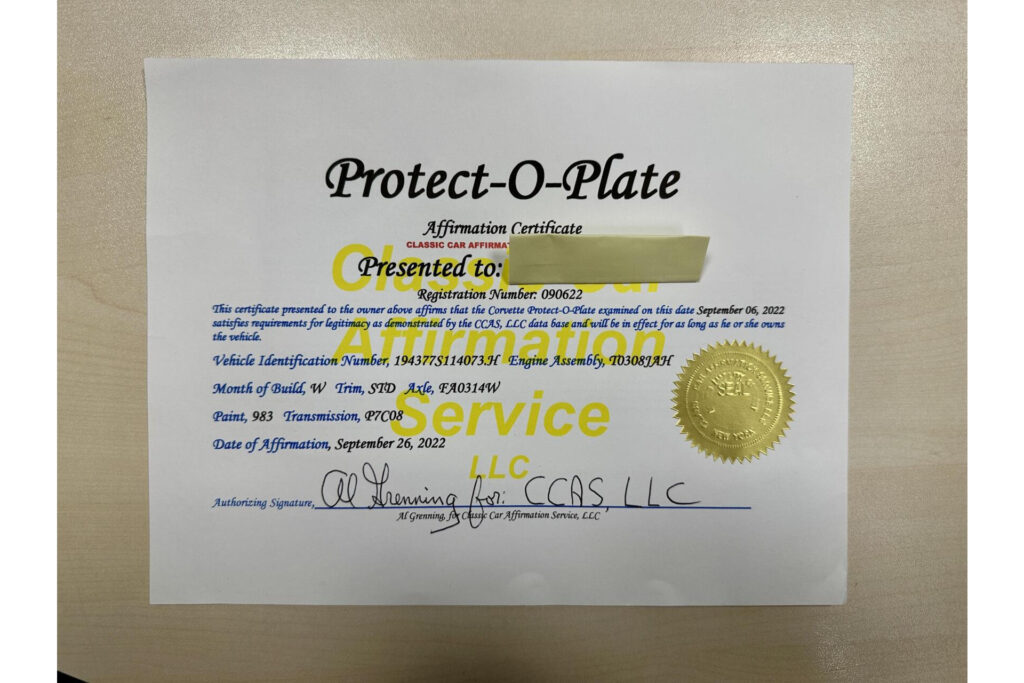 Protect-O-Plate
Affirmation Certificate
CLASSIC CAR
Presented to:
Registration Number: 090622
This certificate presented to the owner above affirms that the Corvette Protect-O-Plate examined on this date September 06, 2022
satisfies requirements for legitimacy as demonstrated by the CCAS, LLC data base and will be in effect for as long as he or she owns
the vehicle.
Vehicle Identification Number, 194377S114073.H Engine Assembly, T0308JAH
Month of Build, W Trim, STD Axle, FA0314W
Paint, 983 Transmission, P7C08
Date of Affirmation, September 26, 2022
Classic Car
Affirmation
Service
LLC
Authorizing Signature, Al Grenning for: CCAS, LLC
Al Grenning, for Classic Car Affirmation Service, LLC
NEW YORK